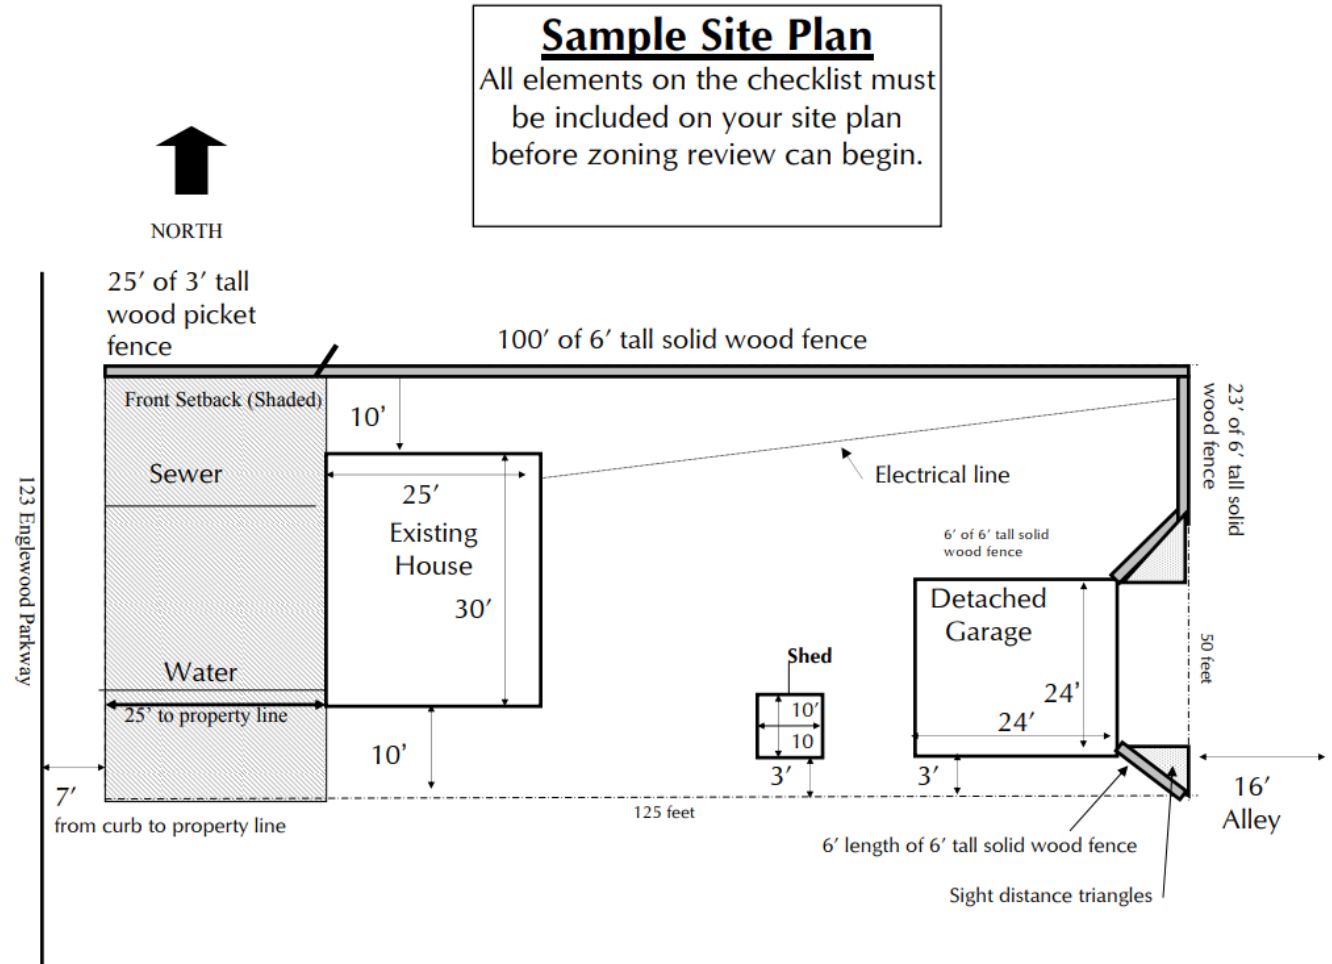 Sample Site Plan
All elements on the checklist must
be included on your site plan
before zoning review can begin.
NORTH
25′ of 3′ tall
wood picket
fence
100′ of 6′ tall solid wood fence
Front Setback (Shaded)
10'
23′ of 6′ tall solid
wood fence
Sewer
25′
Electrical line
123 Englewood Parkway
Existing
House
6′ of 6′ tall solid
wood fence
30′
Detached
Garage
50 feet
Shed
Water
24'
10'
25' to property line
24′
10
10'
3′
3′
7′
from curb to property line
125 feet
16′
Alley
6′ length of 6′ tall solid wood fence
Sight distance triangles